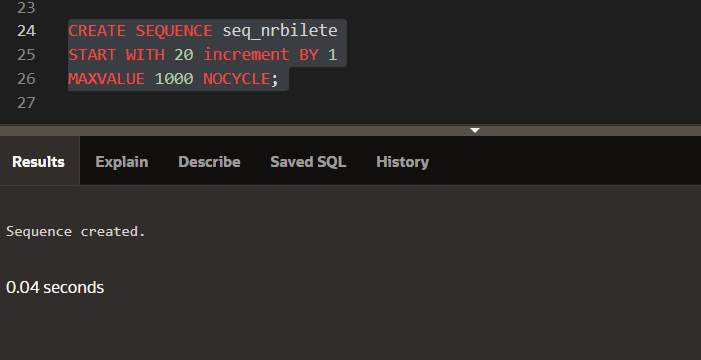 23
24 CREATE SEQUENCE seq_nrbilete
25 START WITH 20 increment BY 1
26 MAXVALUE 1000 NOCYCLE;
27
Results Explain Describe Saved SQL History
Sequence created.
0.04 seconds